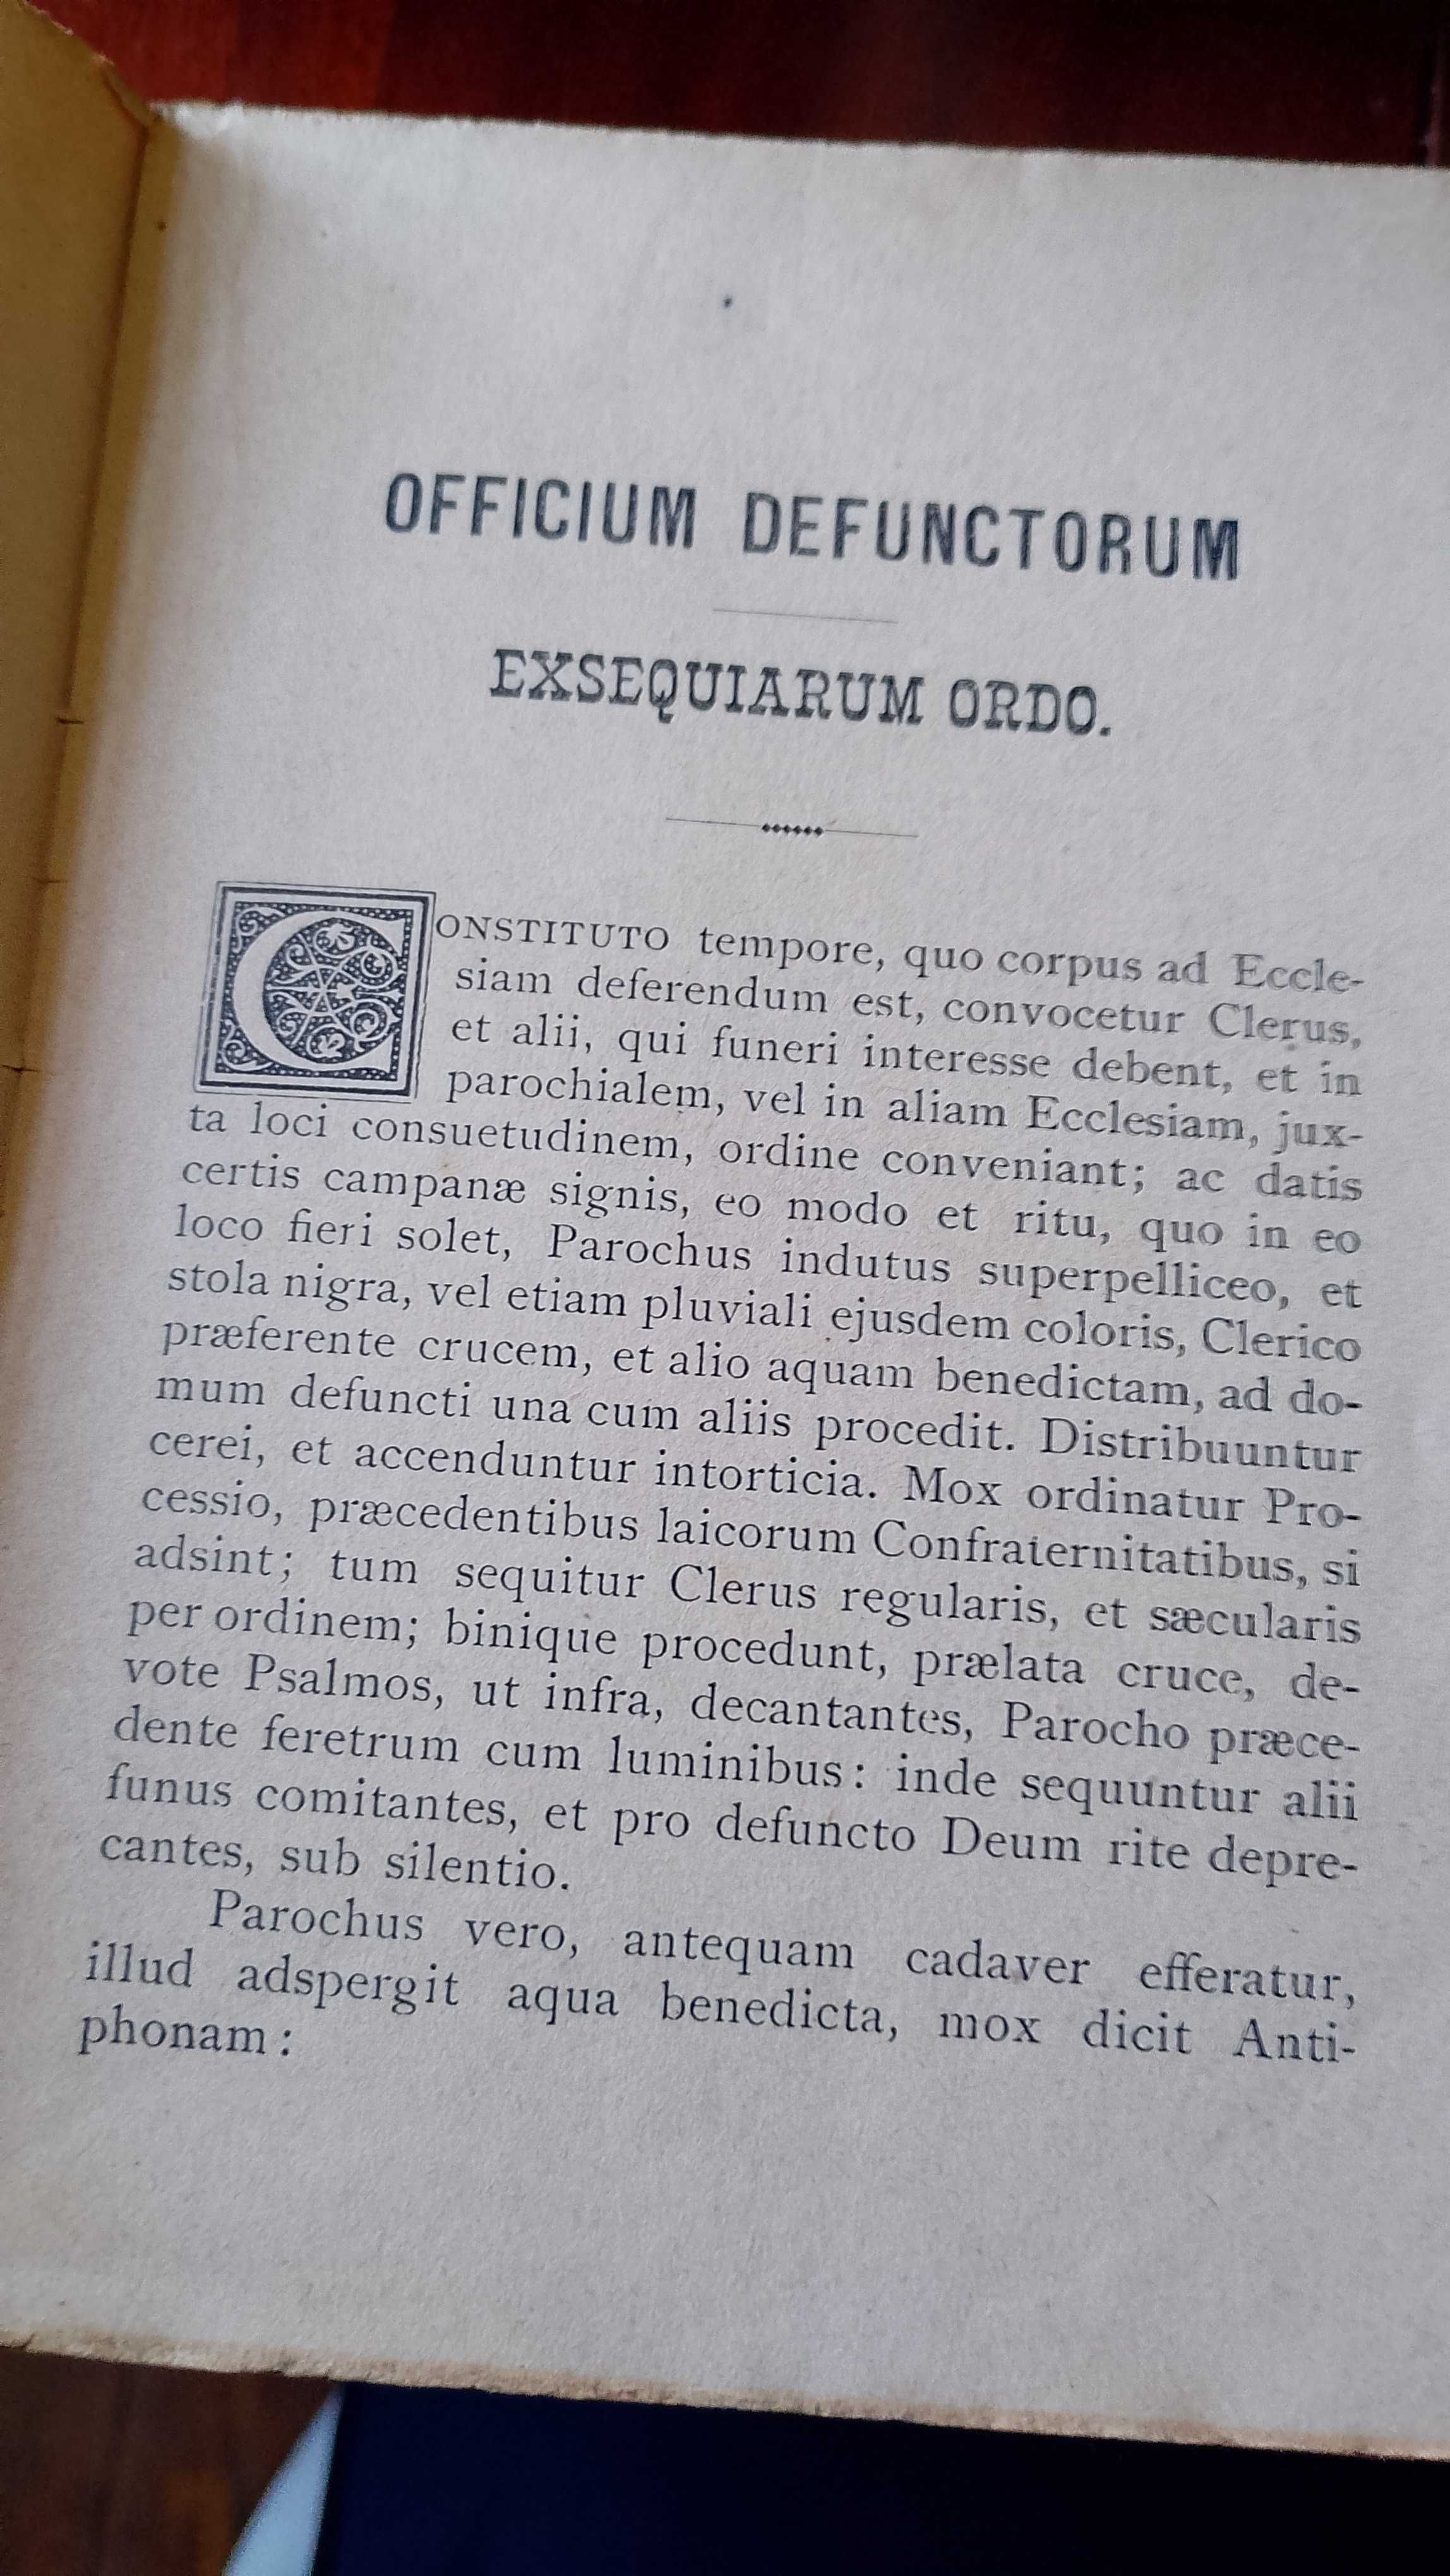 OFFICIUM DEFUNCTORUM
EXSEQUIARUM ORDO.
CONSTITUTO tempore, quo corpus ad Eccle-
siam deferendum est, convocetur Clerus,
et alii, qui funeri interesse debent, et in
parochialem, vel in aliam Ecclesiam, jux-
ta loci consuetudinem, ordine conveniant; ac datis
certis campanæ signis, eo modo et ritu, quo in eo
loco fieri solet, Parochus indutus superpelliceo, et
stola nigra, vel etiam pluviali ejusdem coloris, Clerico
præferente crucem, et alio aquam benedictam, ad do-
mum defuncti una cum aliis procedit. Distribuuntur
cerei, et accenduntur intorticia. Mox ordinatur Pro-
cessio, præcedentibus laicorum Confraternitatibus, si
adsint; tum sequitur Clerus regularis, et sæcularis
per ordinem; binique procedunt, prælata cruce, de-
vote Psalmos, ut infra, decantantes, Parocho præce-
dente feretrum cum luminibus: inde sequuntur alii
funus comitantes, et pro defuncto Deum rite depre-
cantes, sub silentio.
Parochus vero, antequam cadaver efferatur,
illud adspergit aqua benedicta, mox dicit Anti-
phonam: